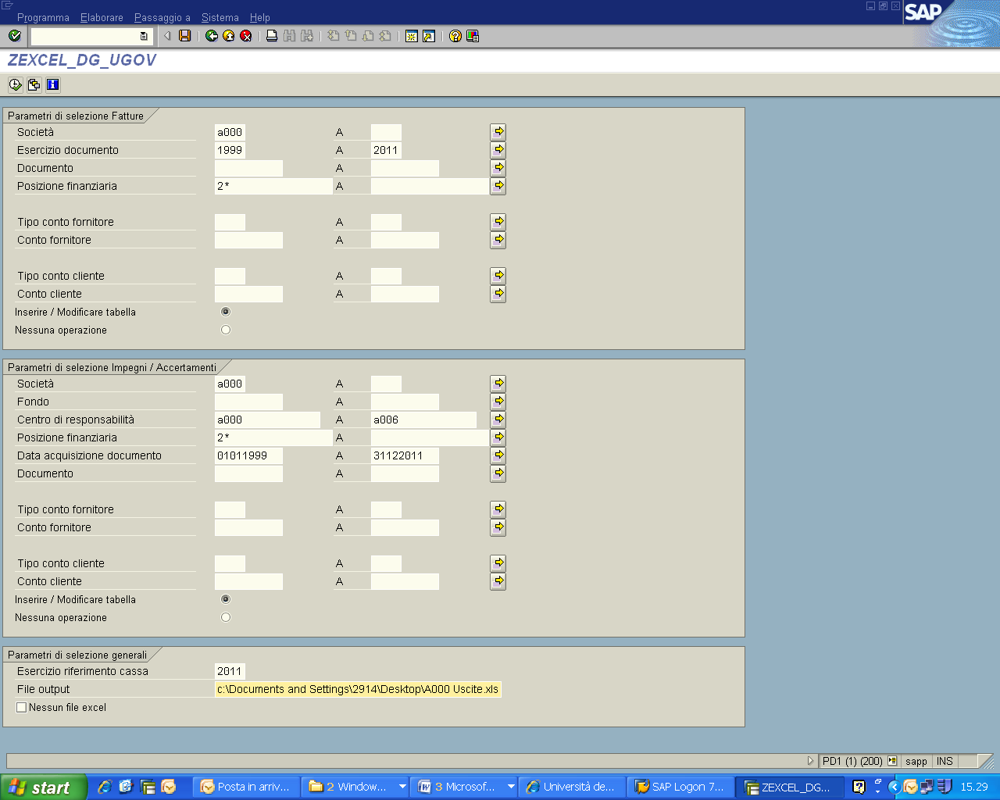 Programma Elaborare Passaggio a Sistema Help
SAP
ZEXCEL_DG_UGOV
Parametri di selezione Fatture
Società a000 A
Esercizio documento 1999 A 2011
Documento A
Posizione finanziaria 2* A
Tipo conto fornitore A
Conto fornitore A
Tipo conto cliente A
Conto cliente A
Inserire / Modificare tabella
Nessuna operazione
Parametri di selezione Impegni / Accertamenti
Società a000 A
Fondo A
Centro di responsabilità a000 A a006
Posizione finanziaria 2* A
Data acquisizione documento 01011999 A 31122011
Documento A
Tipo conto fornitore A
Conto fornitore A
Tipo conto cliente A
Conto cliente A
Inserire / Modificare tabella
Nessuna operazione
Parametri di selezione generali
Esercizio riferimento cassa 2011
File output c:\Documents and Settings\2914\Desktop\A000 Uscite.xls
Nessun file excel
PD1 (1) (200) sapp INS
start Posta in arriv... 2 Window... 3 Microsof... Università de... SAP Logon 7... ZEXCEL_DG... 15.29